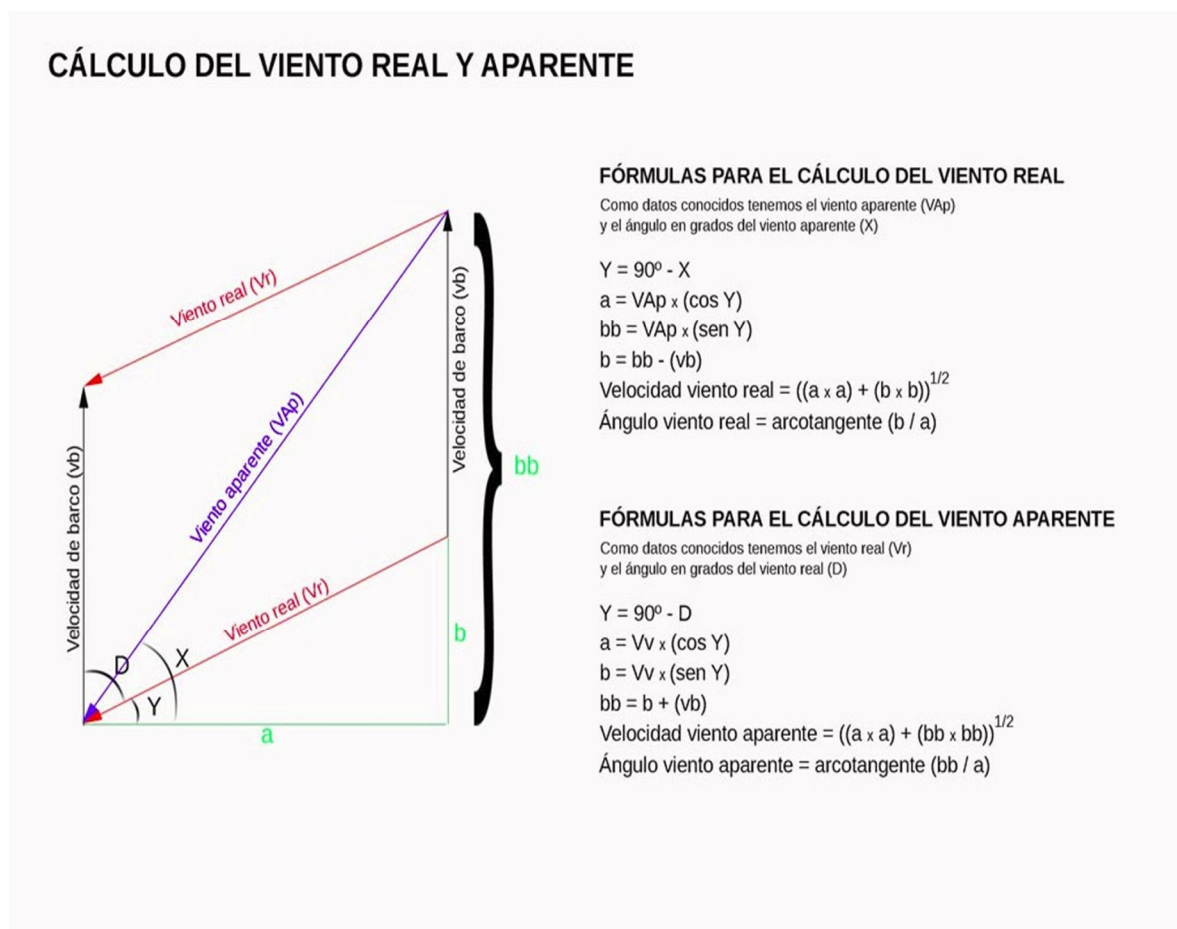 CÁLCULO DEL VIENTO REAL Y APARENTE
Viento real (Vr)
Velocidad de barco (vb)
Viento aparente (VAp)
Velocidad de barco (vb)
bb
Viento real (Vr)
b
D
X
Y
a
FÓRMULAS PARA EL CÁLCULO DEL VIENTO REAL
Como datos conocidos tenemos el viento aparente (VAp)
y el ángulo en grados del viento aparente (X)
Y = 90º - X
a = VAp x (cos Y)
bb = VAp x (sen Y)
b = bb - (vb)
Velocidad viento real = ((a x a) + (b x b))1/2
Ángulo viento real = arcotangente (b / a)
FÓRMULAS PARA EL CÁLCULO DEL VIENTO APARENTE
Como datos conocidos tenemos el viento real (Vr)
y el ángulo en grados del viento real (D)
Y = 90º - D
a = Vv x (cos Y)
b = Vv x (sen Y)
bb = b + (vb)
Velocidad viento aparente = ((a x a) + (bb x bb))1/2
Ángulo viento aparente = arcotangente (bb / a)